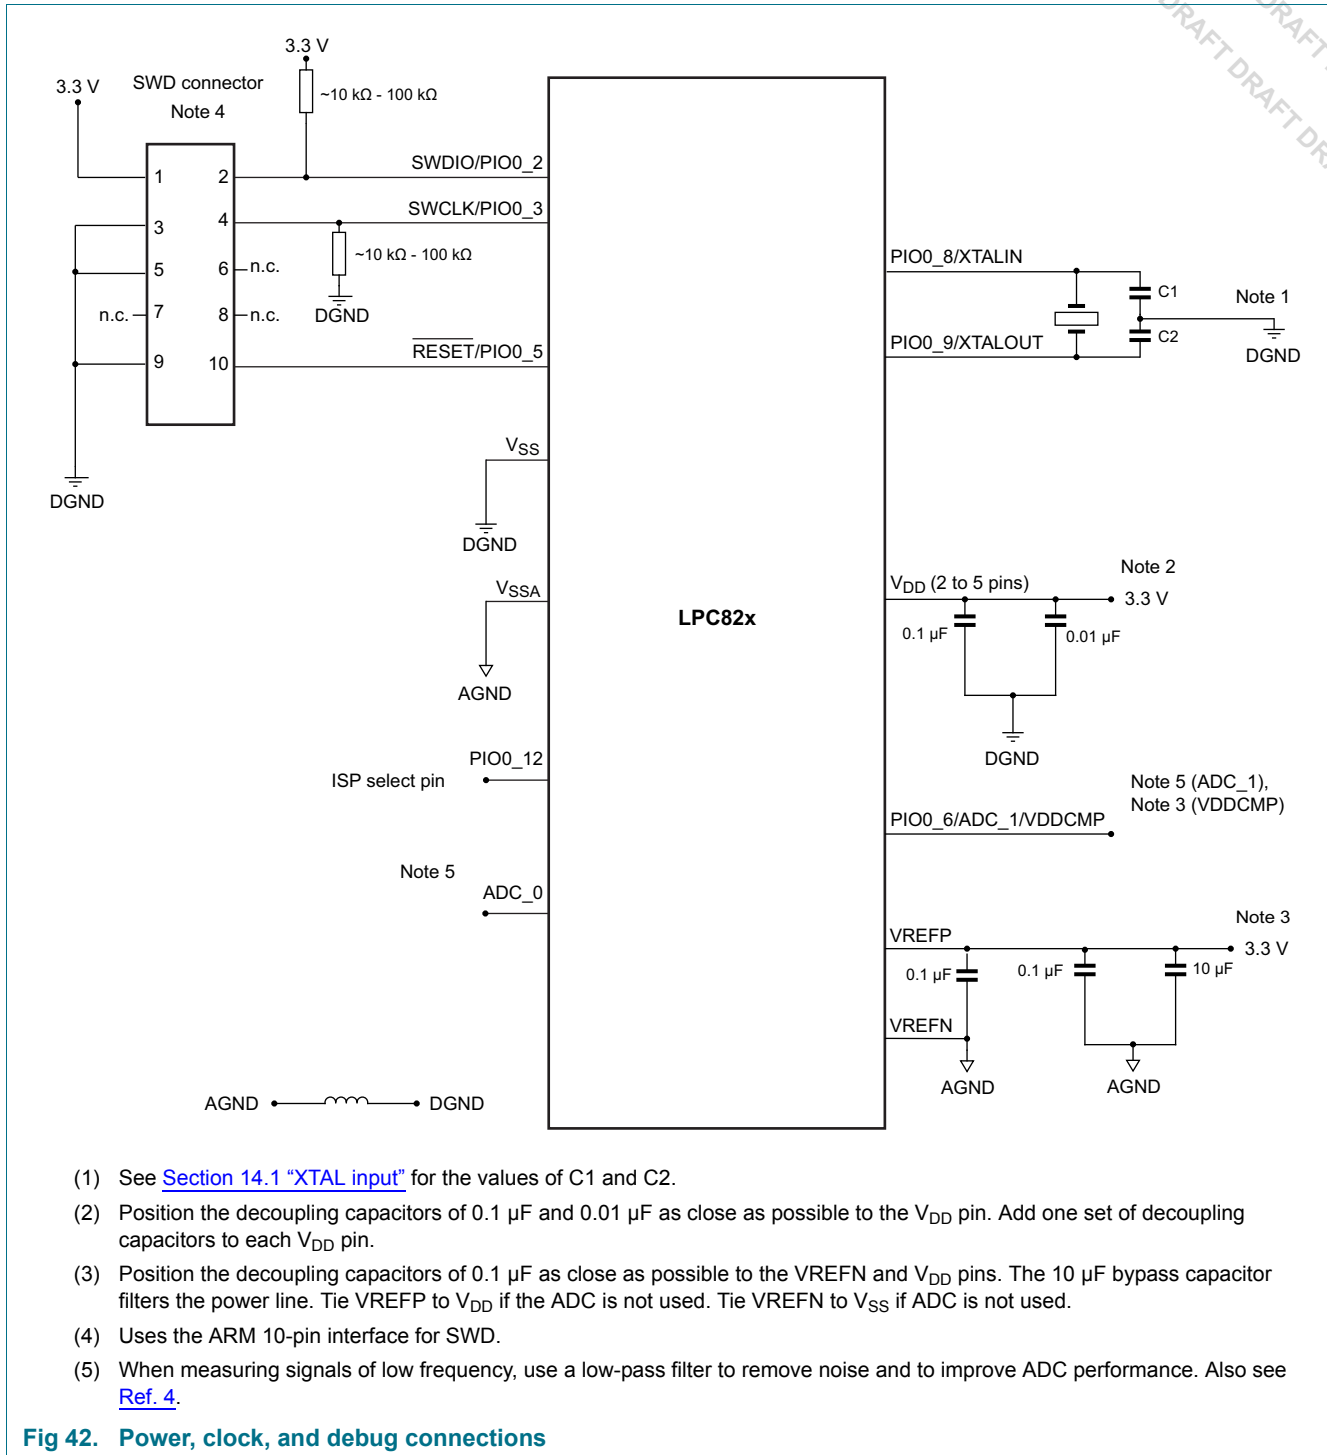 DRAFT DRAFT DRA
DRAFT
3.3 V
3.3 V
SWD connector
Note 4
~10 kΩ - 100 kΩ
1
2
SWDIO/PIO0_2
3
4
SWCLK/PIO0_3
~10 kΩ - 100 kΩ
5
6
n.c.
n.c.
7
8
n.c.
DGND
9
10
RESET/PIO0_5
DGND
VSS
DGND
VSSA
AGND
PIO0_12
ISP select pin
Note 5
ADC_0
AGND
DGND
LPC82x
PIO0_8/XTALIN
C1
Note 1
PIO0_9/XTALOUT
C2
DGND
Note 2
VDD (2 to 5 pins)
3.3 V
0.1 µF
0.01 µF
DGND
Note 5 (ADC_1),
Note 3 (VDDCMP)
PIO0_6/ADC_1/VDDCMP
Note 3
VREFP
3.3 V
0.1 µF
0.1 µF
10 µF
VREFN
AGND
AGND
(1) See Section 14.1 “XTAL input” for the values of C1 and C2.
(2) Position the decoupling capacitors of 0.1 µF and 0.01 µF as close as possible to the VDD pin. Add one set of decoupling
capacitors to each VDD pin.
(3) Position the decoupling capacitors of 0.1 µF as close as possible to the VREFN and VDD pins. The 10 µF bypass capacitor
filters the power line. Tie VREFP to VDD if the ADC is not used. Tie VREFN to VSS if ADC is not used.
(4) Uses the ARM 10-pin interface for SWD.
(5) When measuring signals of low frequency, use a low-pass filter to remove noise and to improve ADC performance. Also see
Ref. 4.
Fig 42. Power, clock, and debug connections